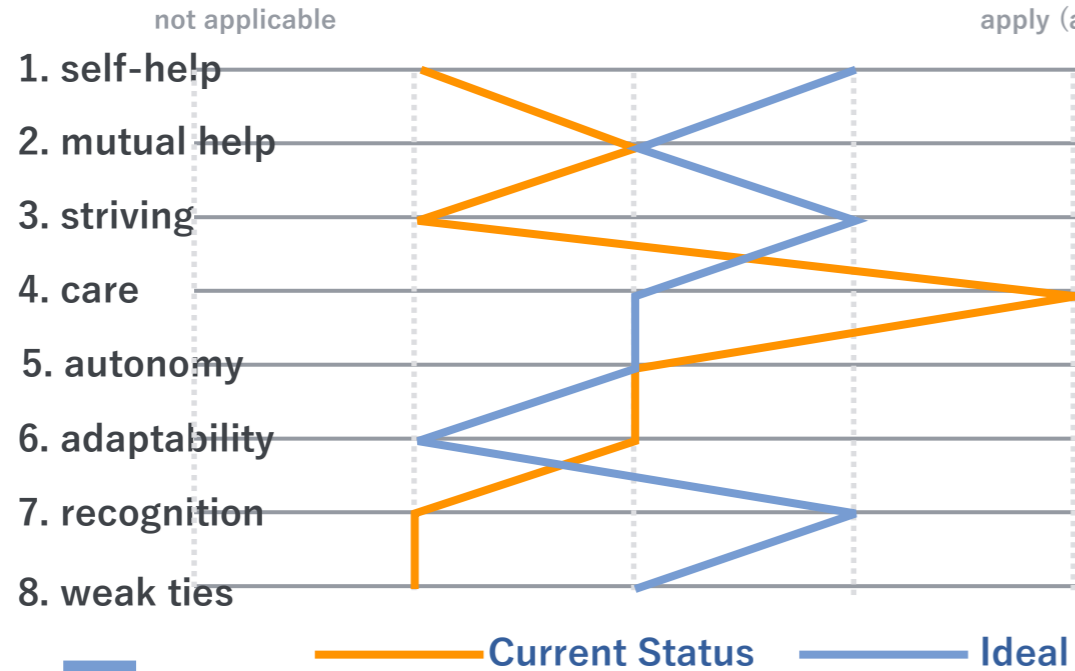 not applicable
apply (a
1. self-help
2. mutual help
3. striving
4. care
5. autonomy
6. adaptability
7. recognition
8. weak ties
Current Status
Ideal